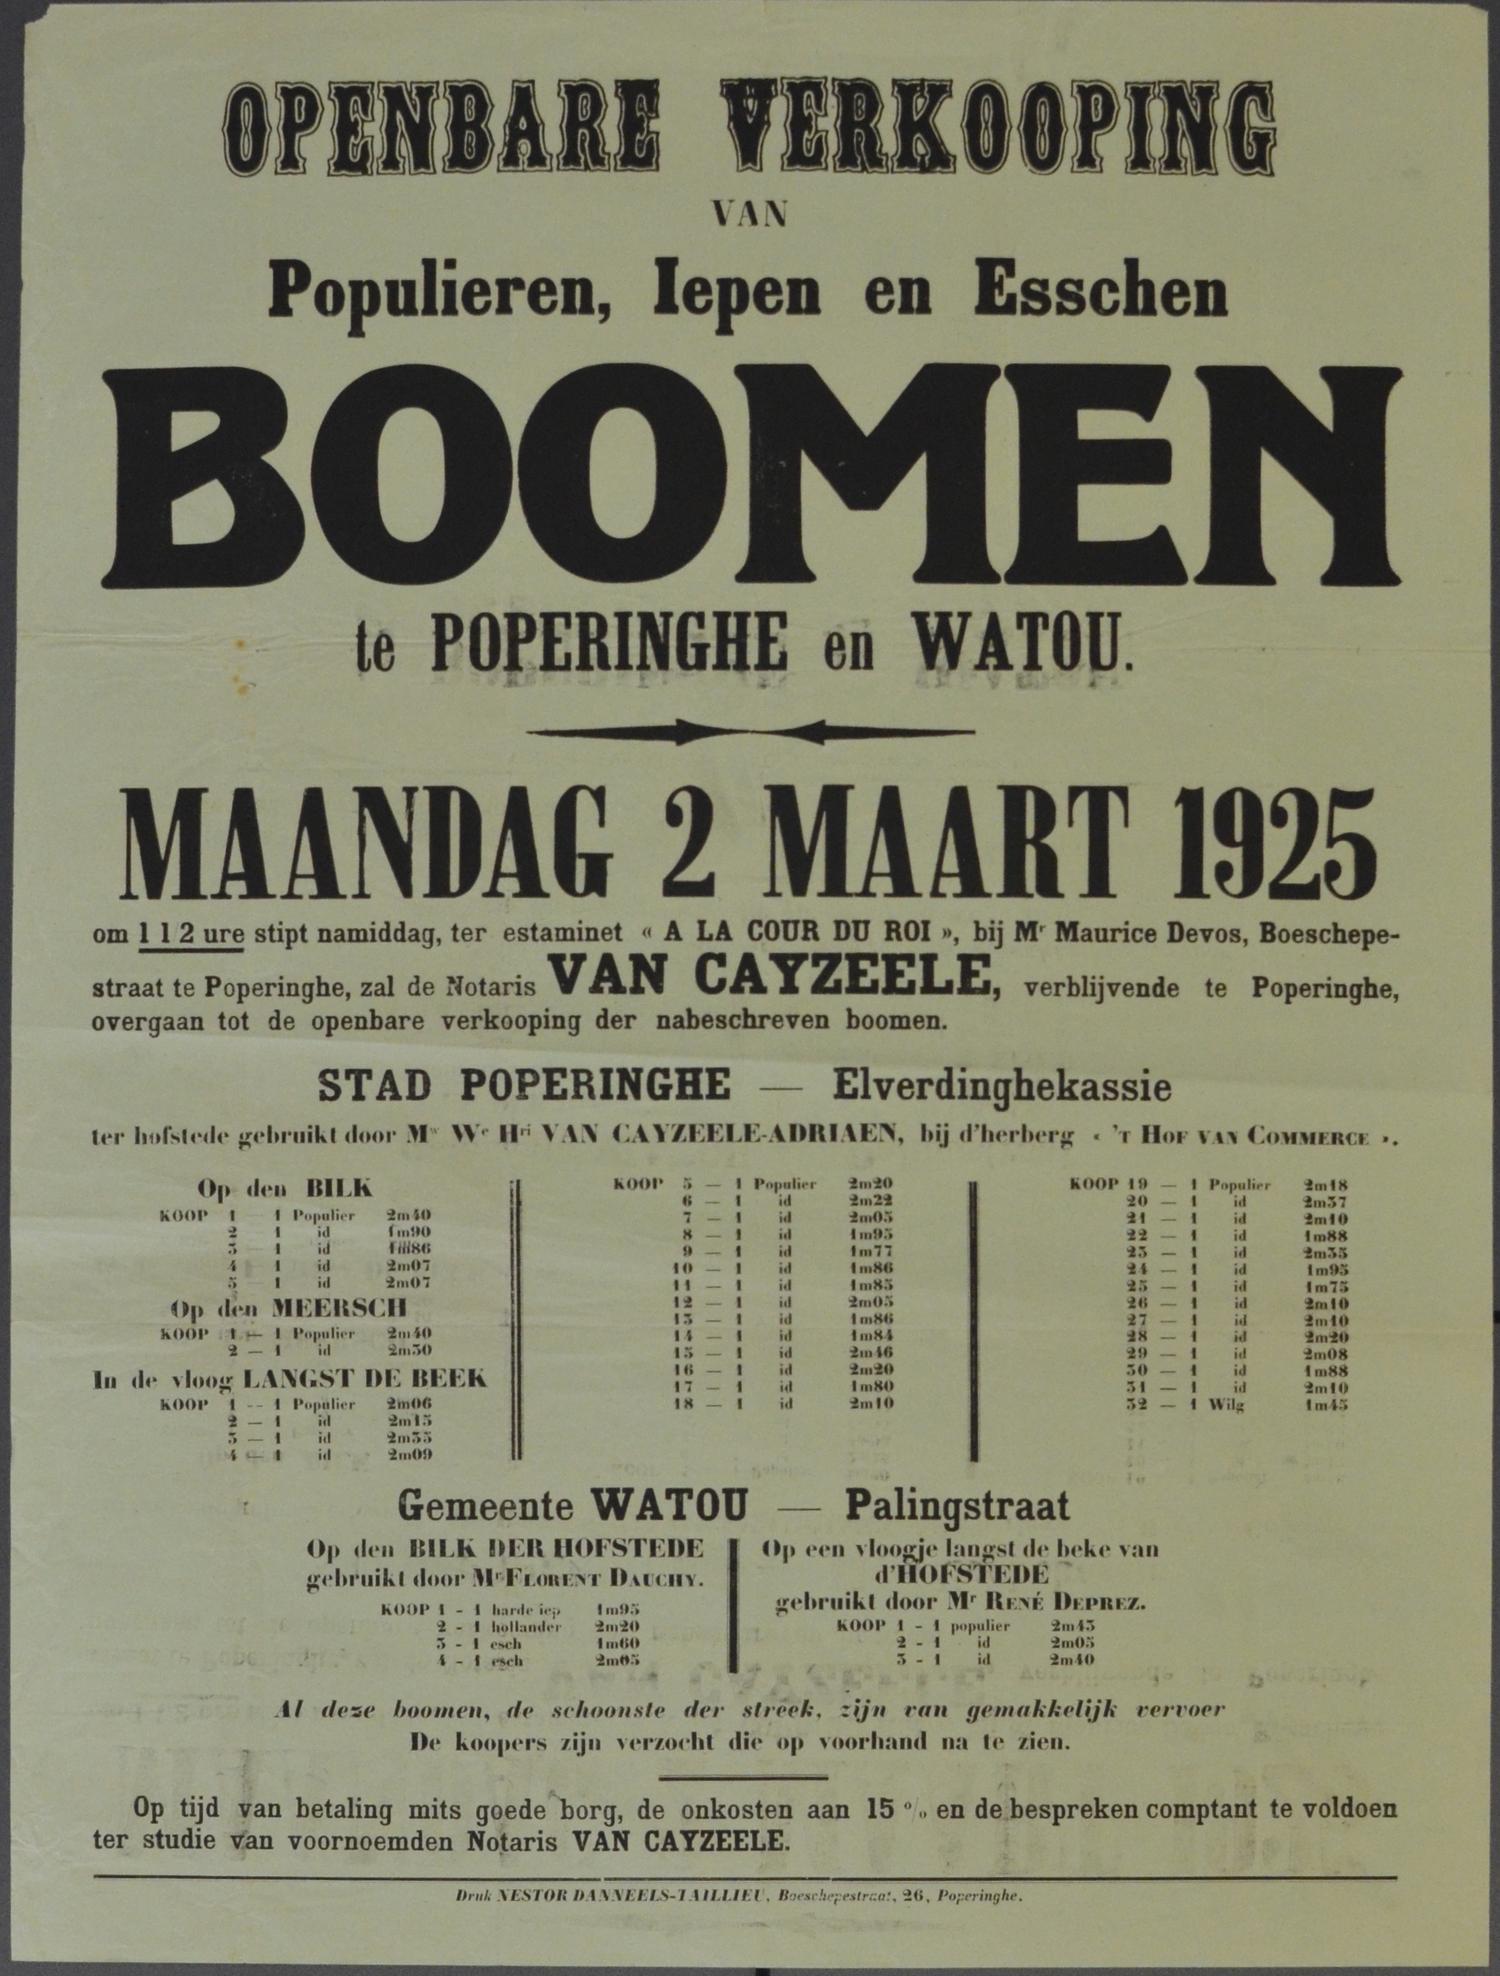 OPENBARE VERKOOPING
VAN
Populieren, Iepen en Esschen
BOOMEN
te POPERINGHE en WATOU.
MAANDAG 2 MAART 1925
om 1 1 2 ure stipt namiddag, ter estaminet « A LA COUR DU ROI », bij Mr Maurice Devos, Boeschepe-
straat te Poperinghe, zal de Notaris VAN CAYZEELE, verblijvende te Poperinghe,
overgaan tot de openbare verkooping der nabeschreven boomen.
STAD POPERINGHE — Elverdinghekassie
ter hofstede gebruikt door Mw We Hri VAN CAYZEELE-ADRIAEN, bij d'herberg « 'T HOF VAN COMMERCE ».
Op den BILK
KOOP 1 — 1 Populier 2m40
2 1 id 1m90
3 — 1 id 1m86
4 — 1 id 2m07
5 — 1 id 2m07
Op den MEERSCH
KOOP 1 — 1 Populier 2m40
2 — 1 id 2m30
In de vloog LANGST DE BEEK
KOOP 1 -- 1 Populier 2m06
2 — 1 id 2m15
3 — 1 id 2m35
4 — 1 id 2m09
KOOP 5 — 1 Populier 2m20
6 — 1 id 2m22
7 — 1 id 2m05
8 — 1 id 1m95
9 — 1 id 1m77
10 — 1 id 1m86
11 — 1 id 1m85
12 — 1 id 2m05
13 — 1 id 1m86
14 — 1 id 1m84
15 — 1 id 2m46
16 — 1 id 2m20
17 — 1 id 1m80
18 — 1 id 2m10
KOOP 19 — 1 Populier 2m18
20 — 1 id 2m37
21 — 1 id 2m10
22 — 1 id 1m88
23 — 1 id 2m35
24 — 1 id 1m95
25 — 1 id 1m75
26 — 1 id 2m10
27 — 1 id 2m10
28 — 1 id 2m20
29 — 1 id 2m08
30 — 1 id 1m88
31 — 1 id 2m10
32 — 1 Wilg 1m45
Gemeente WATOU — Palingstraat
Op den BILK DER HOFSTEDE
gebruikt door Mr FLORENT DAUCHY.
KOOP 1 - 1 harde iep 1m95
2 - 1 hollander 2m20
3 - 1 esch 1m60
4 - 1 esch 2m05
Op een vloogje langst de beke van
d'HOFSTEDE
gebruikt door Mr RENÉ DEPREZ.
KOOP 1 - 1 populier 2m45
2 - 1 id 2m05
3 - 1 id 2m40
Al deze boomen, de schoonste der streek, zijn van gemakkelijk vervoer
De koopers zijn verzocht die op voorhand na te zien.
Op tijd van betaling mits goede borg, de onkosten aan 15 % en de bespreken comptant te voldoen
ter studie van voornoemden Notaris VAN CAYZEELE.
Druk NESTOR DANNEELS-TAILLIEU, Boeschepestraat, 26, Poperinghe.